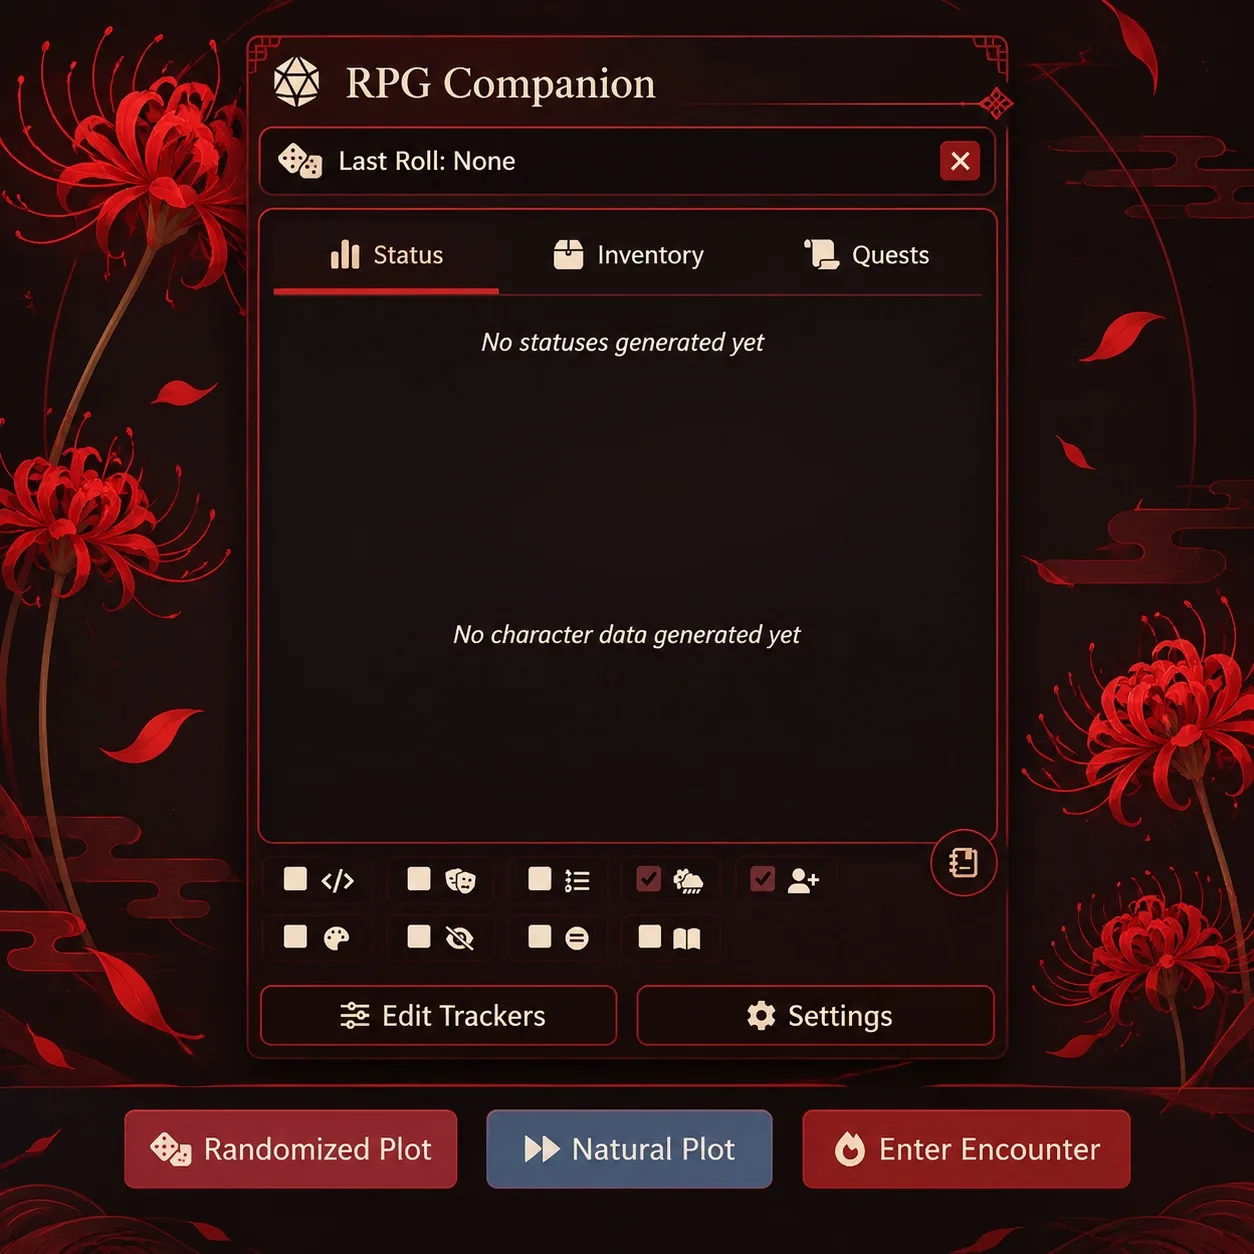 RPG Companion
Last Roll: None
Status
Inventory
Quests
No statuses generated yet
No character data generated yet
Edit Trackers
Settings
Randomized Plot
Natural Plot
Enter Encounter